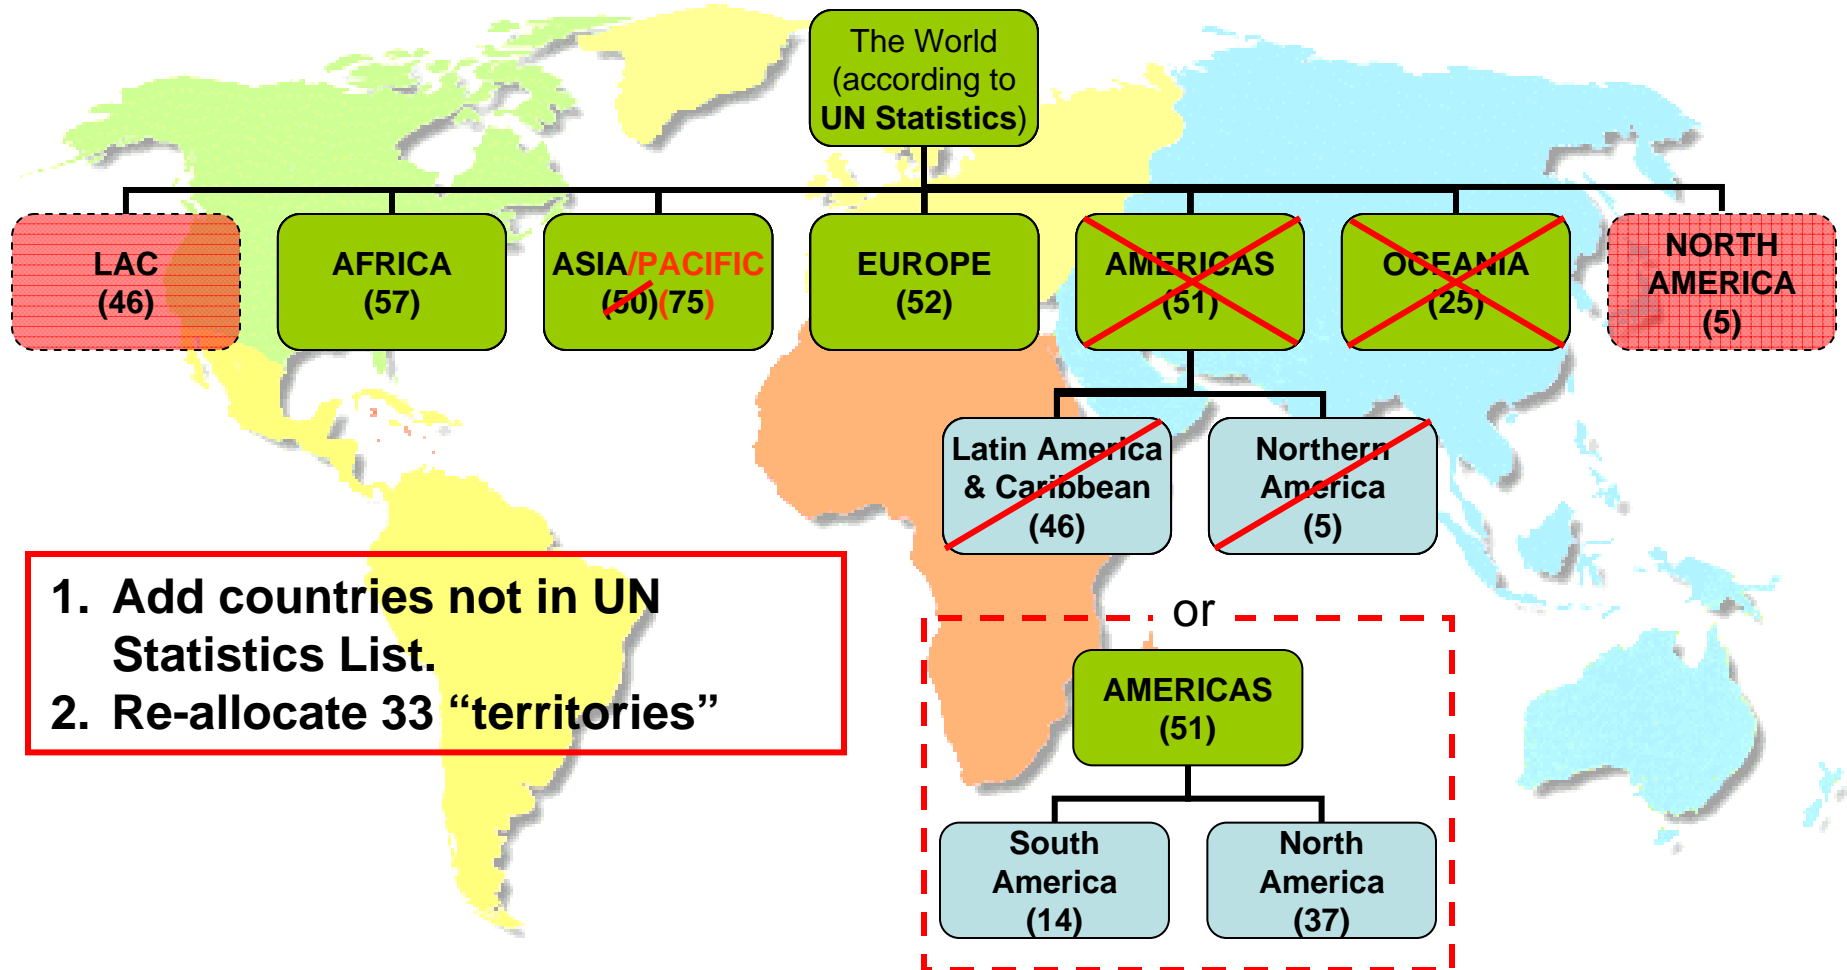 The World
(according to
UN Statistics)
LAC
(46)
AFRICA
(57)
ASIA/PACIFIC
(50)(75)
EUROPE
(52)
AMERICAS
(51)
OCEANIA
(25)
NORTH
AMERICA
(5)
Latin America
& Caribbean
(46)
Northern
America
(5)
1. Add countries not in UN
Statistics List.
2. Re-allocate 33 “territories”
or
AMERICAS
(51)
South
America
(14)
North
America
(37)